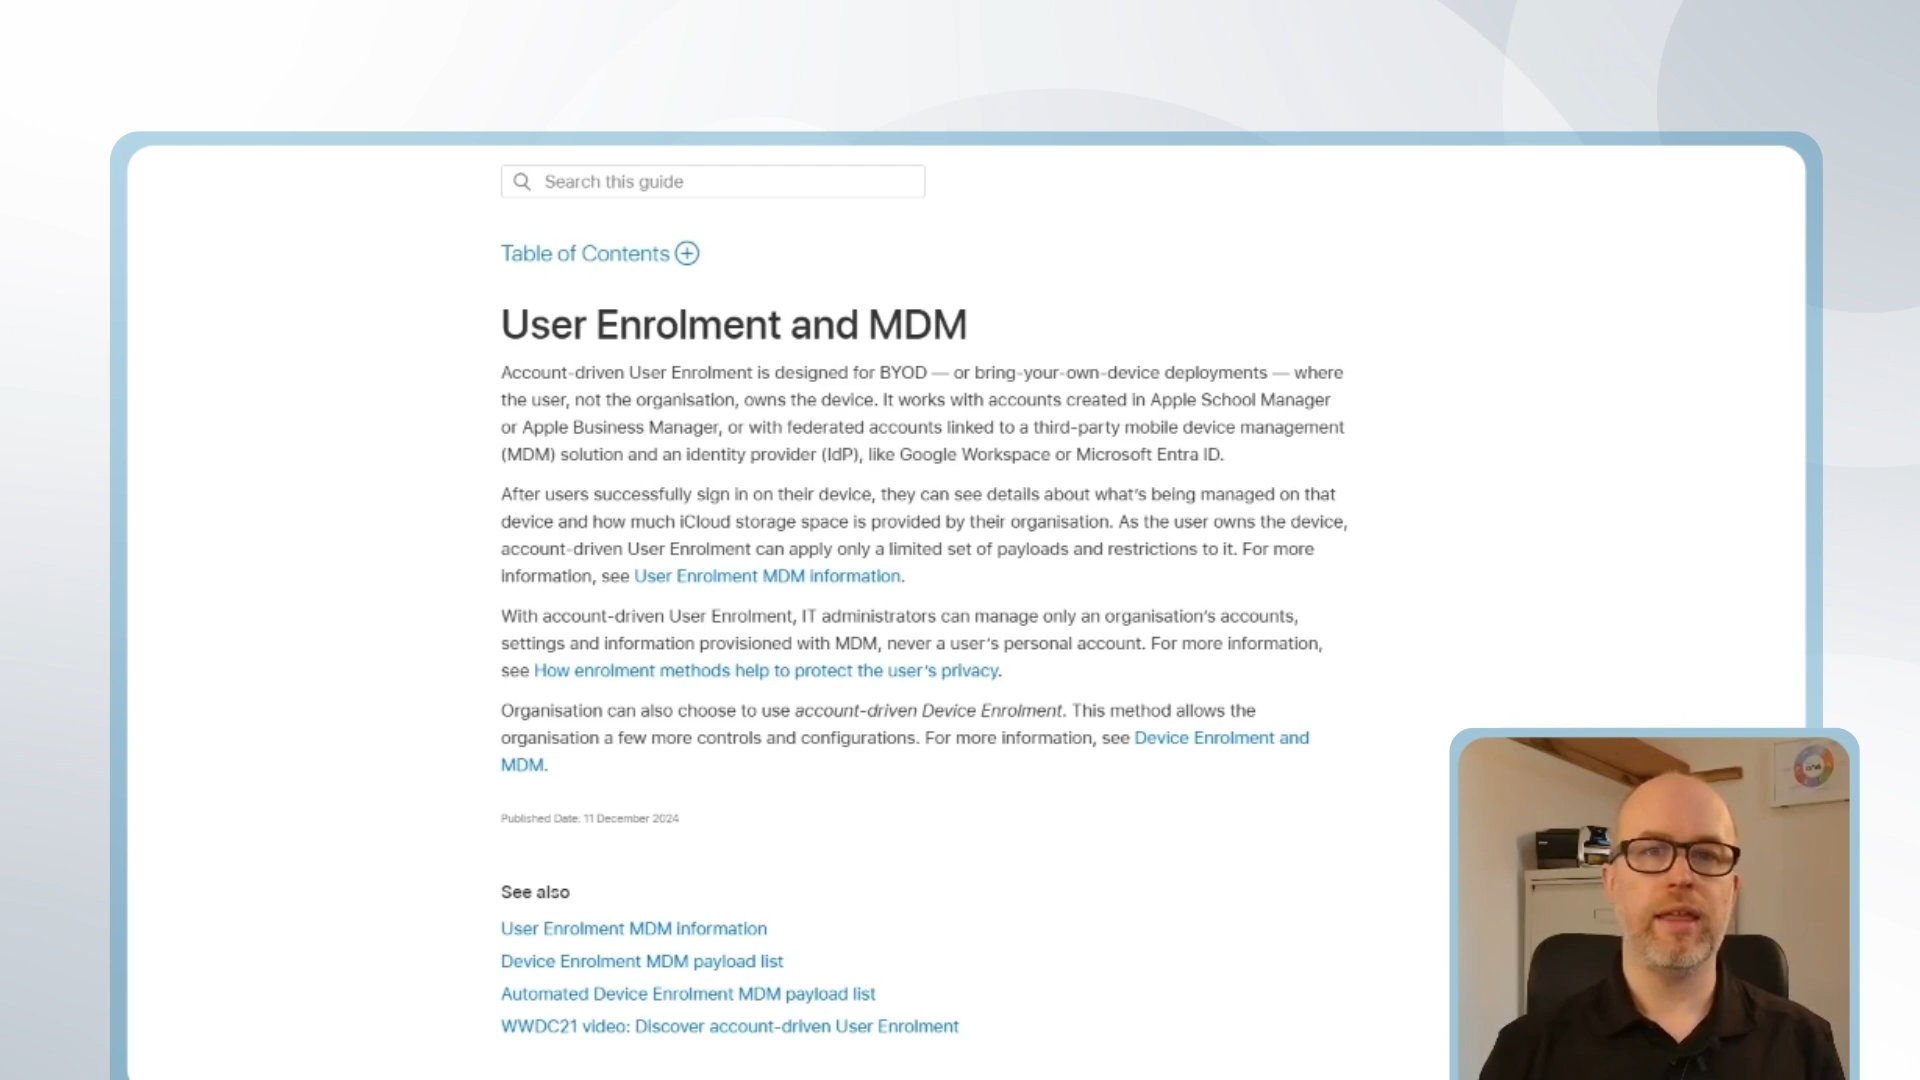 Search this guide
Table of Contents
User Enrolment and MDM
Account-driven User Enrolment is designed for BYOD — or bring-your-own-device deployments — where
the user, not the organisation, owns the device. It works with accounts created in Apple School Manager
or Apple Business Manager, or with federated accounts linked to a third-party mobile device management
(MDM) solution and an identity provider (IdP), like Google Workspace or Microsoft Entra ID.
After users successfully sign in on their device, they can see details about what's being managed on that
device and how much iCloud storage space is provided by their organisation. As the user owns the device,
account-driven User Enrolment can apply only a limited set of payloads and restrictions to it. For more
information, see User Enrolment MDM information.
With account-driven User Enrolment, IT administrators can manage only an organisation's accounts,
settings and information provisioned with MDM, never a user's personal account. For more information,
see How enrolment methods help to protect the user's privacy.
Organisation can also choose to use account-driven Device Enrolment. This method allows the
organisation a few more controls and configurations. For more information, see Device Enrolment and
MDM.
Published Date: 11 December 2024
See also
User Enrolment MDM information
Device Enrolment MDM payload list
Automated Device Enrolment MDM payload list
WWDC21 video: Discover account-driven User Enrolment